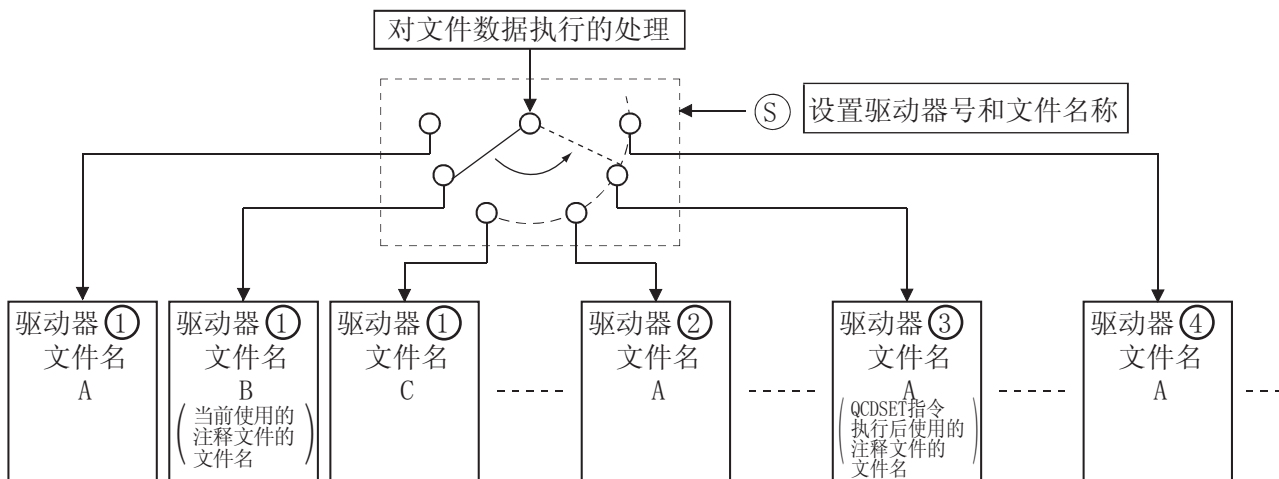 对文件数据执行的处理
Ⓢ 设置驱动器号和文件名称
驱动器①
文件名
A
驱动器①
文件名
B
(当前使用的
注释文件的
文件名)
驱动器①
文件名
C
驱动器②
文件名
A
驱动器③
文件名
A
(QCDSET指令
执行后使用的
注释文件的
文件名)
驱动器④
文件名
A